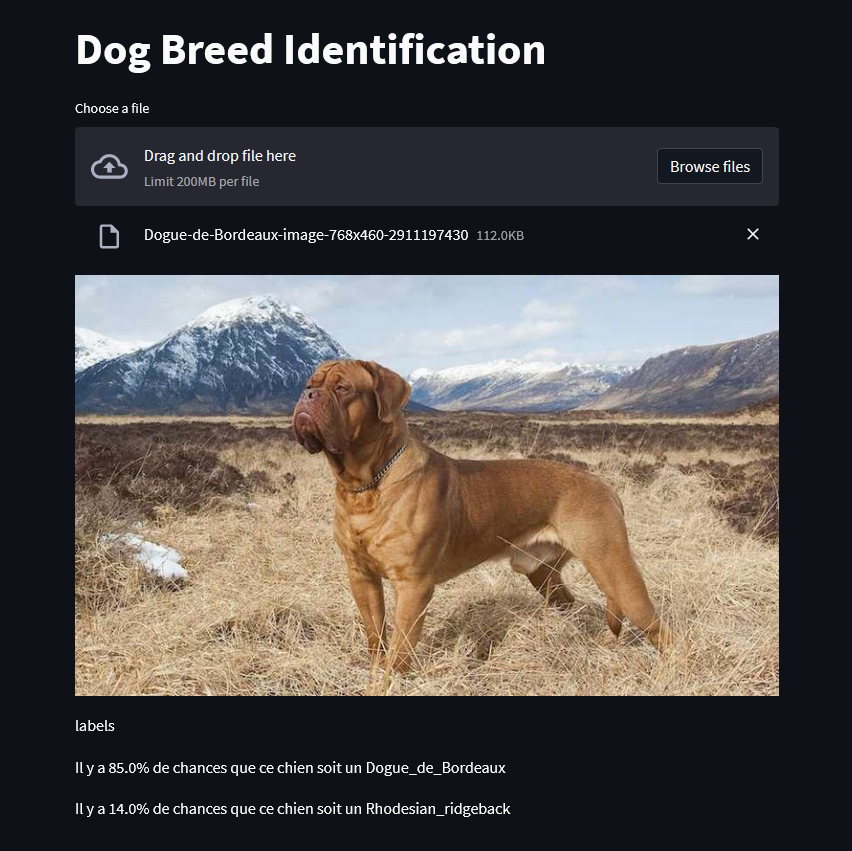 Dog Breed Identification
Choose a file
Drag and drop file here
Limit 200MB per file
Browse files
Dogue-de-Bordeaux-image-768x460-2911197430 112.0KB
labels
Il y a 85.0% de chances que ce chien soit un Dogue_de_Bordeaux
Il y a 14.0% de chances que ce chien soit un Rhodesian_ridgeback